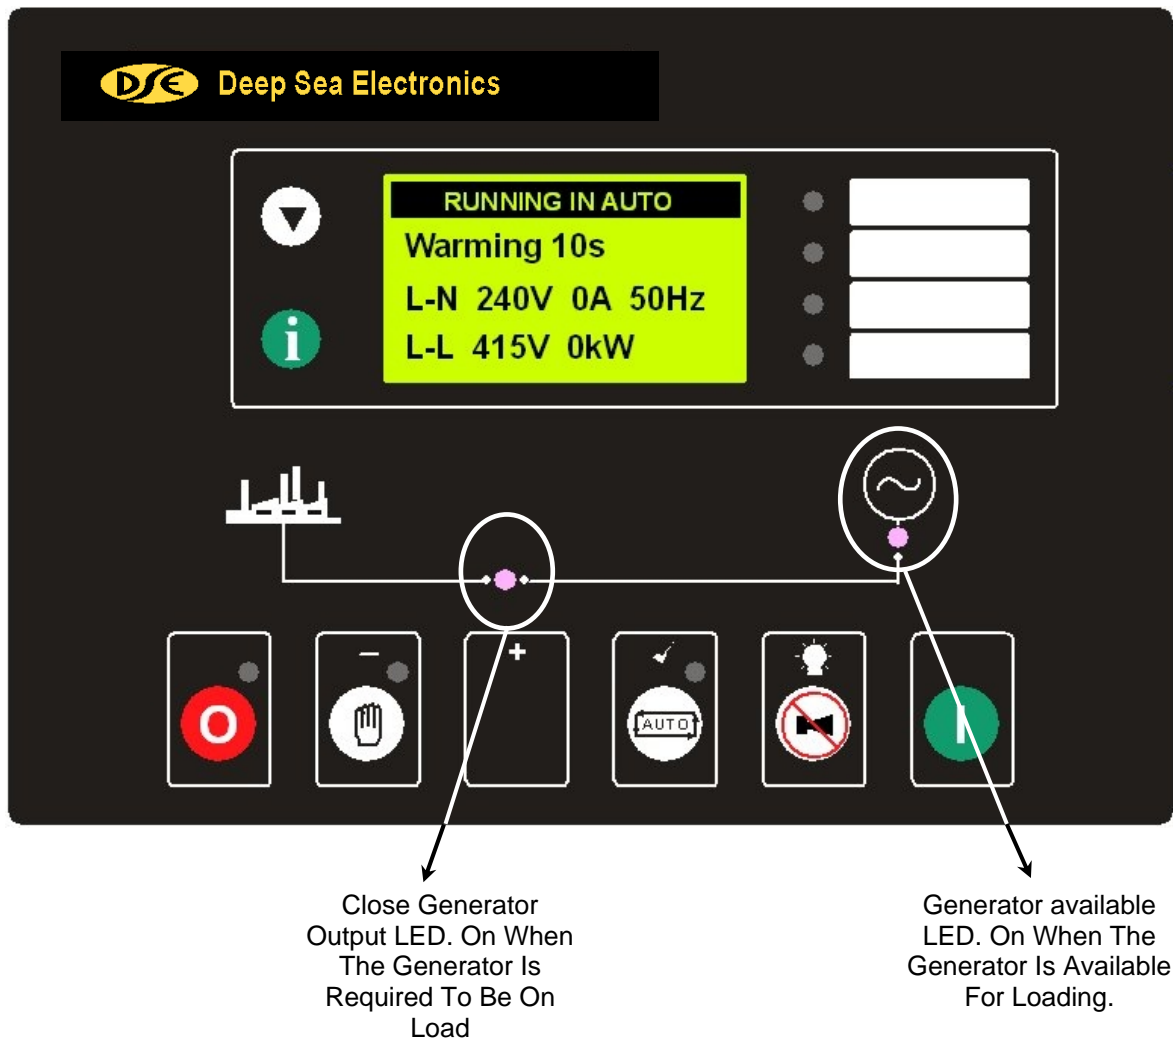 DSE Deep Sea Electronics
RUNNING IN AUTO
Warming 10s
L-N 240V 0A 50Hz
L-L 415V 0kW
i
– +
O AUTO I
Close Generator
Output LED. On When
The Generator Is
Required To Be On
Load
Generator available
LED. On When The
Generator Is Available
For Loading.